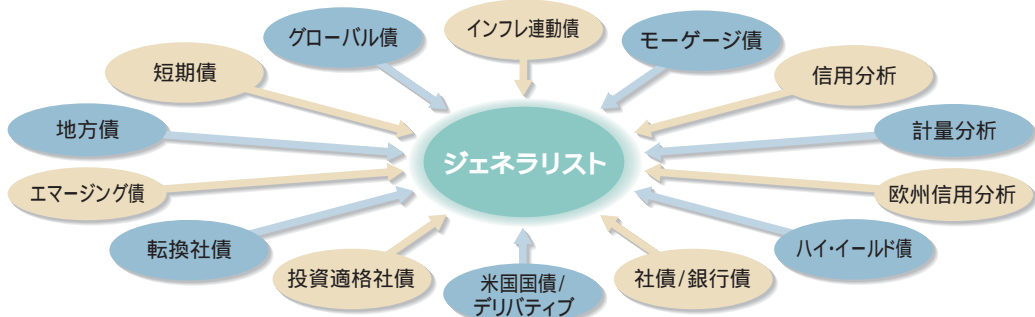 インフレ連動債
グローバル債
モーゲージ債
短期債
信用分析
地方債
計量分析
ジェネラリスト
エマージング債
欧州信用分析
転換社債
ハイ・イールド債
投資適格社債
米国国債/
デリバティブ
社債/銀行債